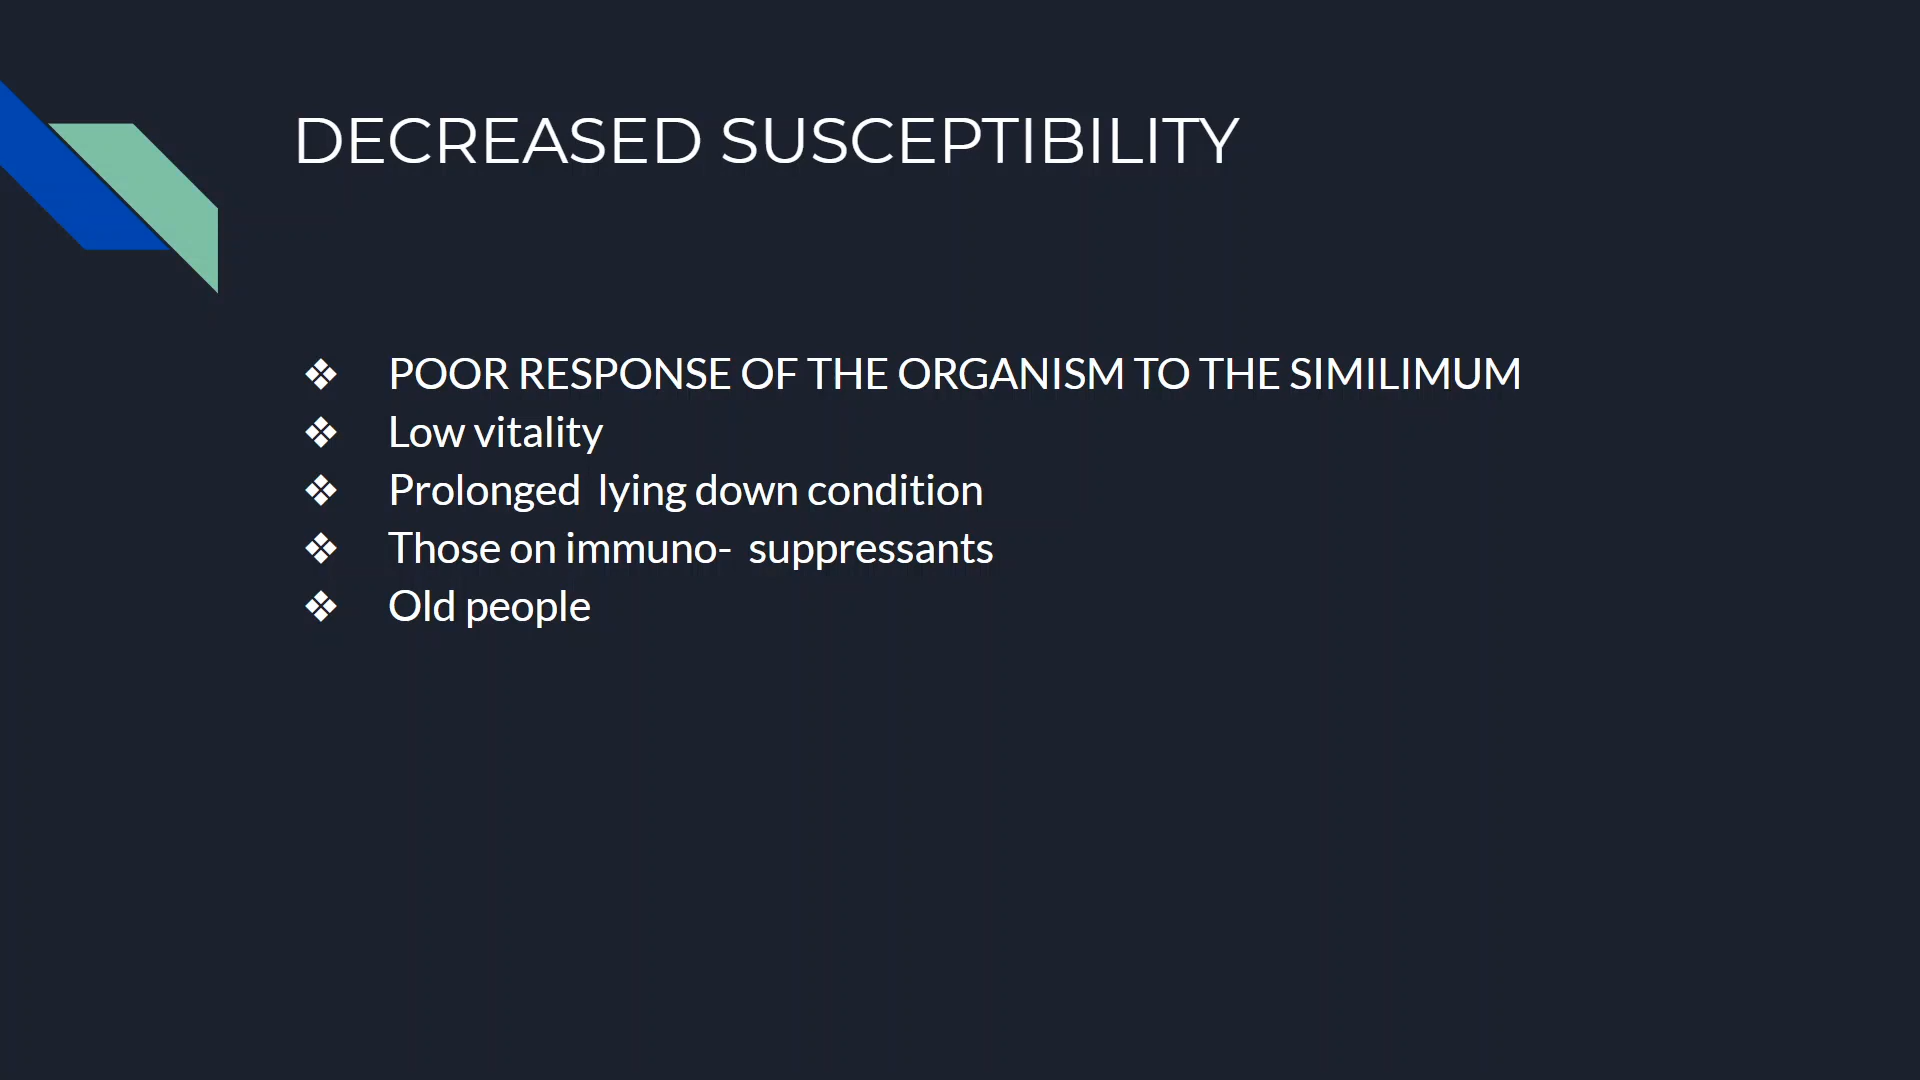 DECREASED SUSCEPTIBILITY
❖ POOR RESPONSE OF THE ORGANISM TO THE SIMILIMUM
❖ Low vitality
❖ Prolonged  lying down condition
❖ Those on immuno-  suppressants
❖ Old people